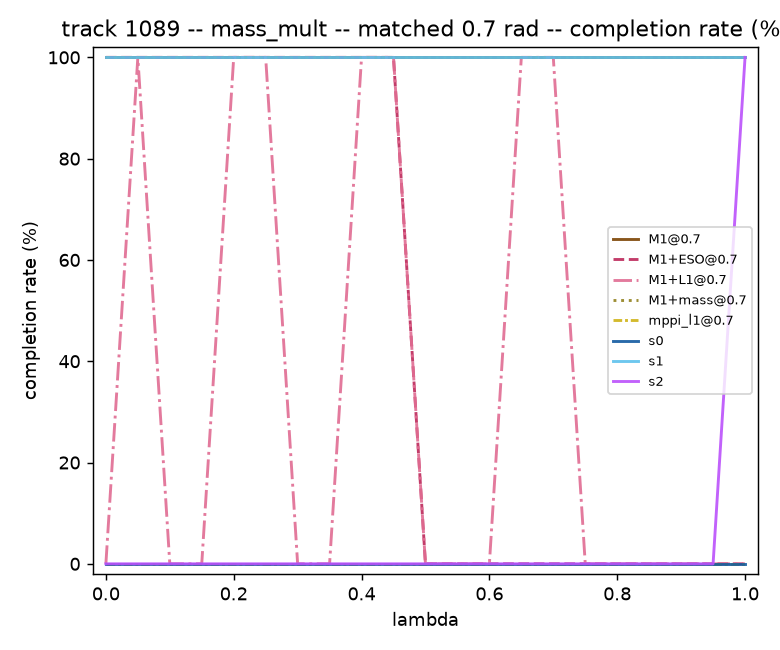 track 1089 -- mass_mult -- matched 0.7 rad -- completion rate (%
100
80
60
40
20
0
completion rate (%)
M1@0.7
M1+ESO@0.7
M1+L1@0.7
M1+mass@0.7
mppi_l1@0.7
s0
s1
s2
0.0 0.2 0.4 0.6 0.8 1.0
lambda